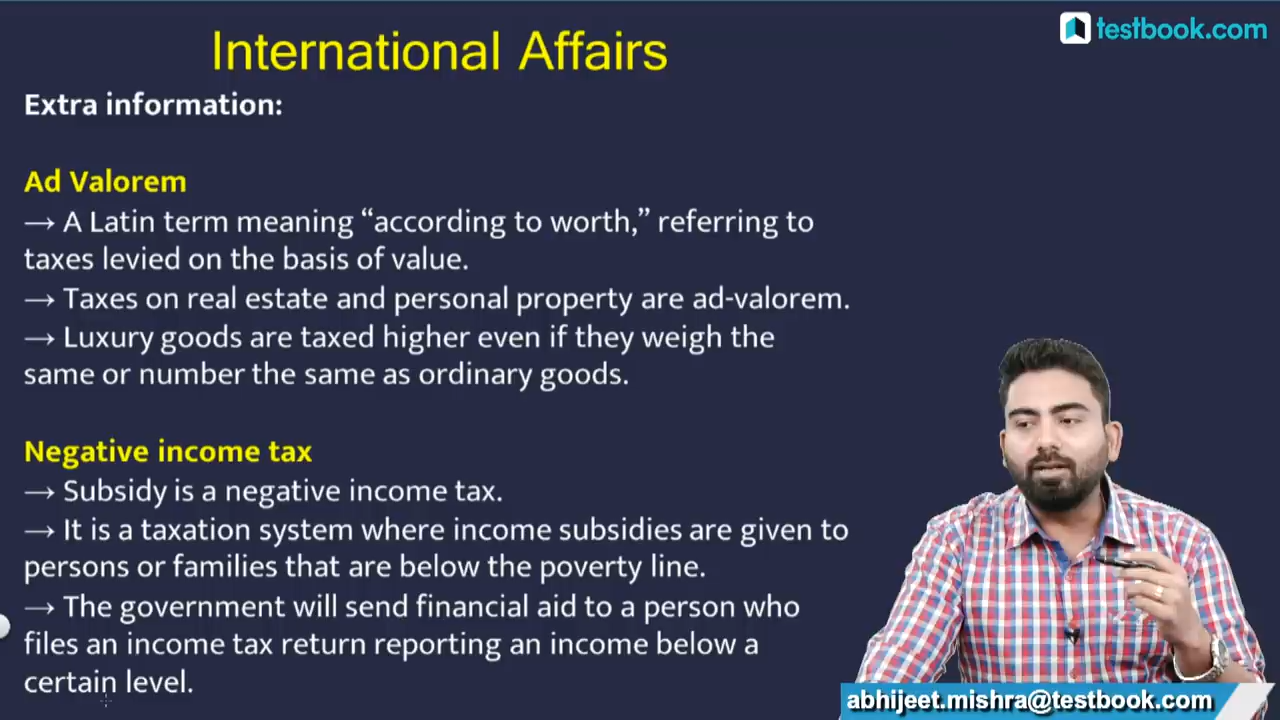 International Affairs
testbook.com
Extra information:
Ad Valorem
→ A Latin term meaning “according to worth,” referring to
taxes levied on the basis of value.
→ Taxes on real estate and personal property are ad-valorem.
→ Luxury goods are taxed higher even if they weigh the
same or number the same as ordinary goods.
Negative income tax
→ Subsidy is a negative income tax.
→ It is a taxation system where income subsidies are given to
persons or families that are below the poverty line.
→ The government will send financial aid to a person who
files an income tax return reporting an income below a
certain level.
abhijeet.mishra@testbook.com